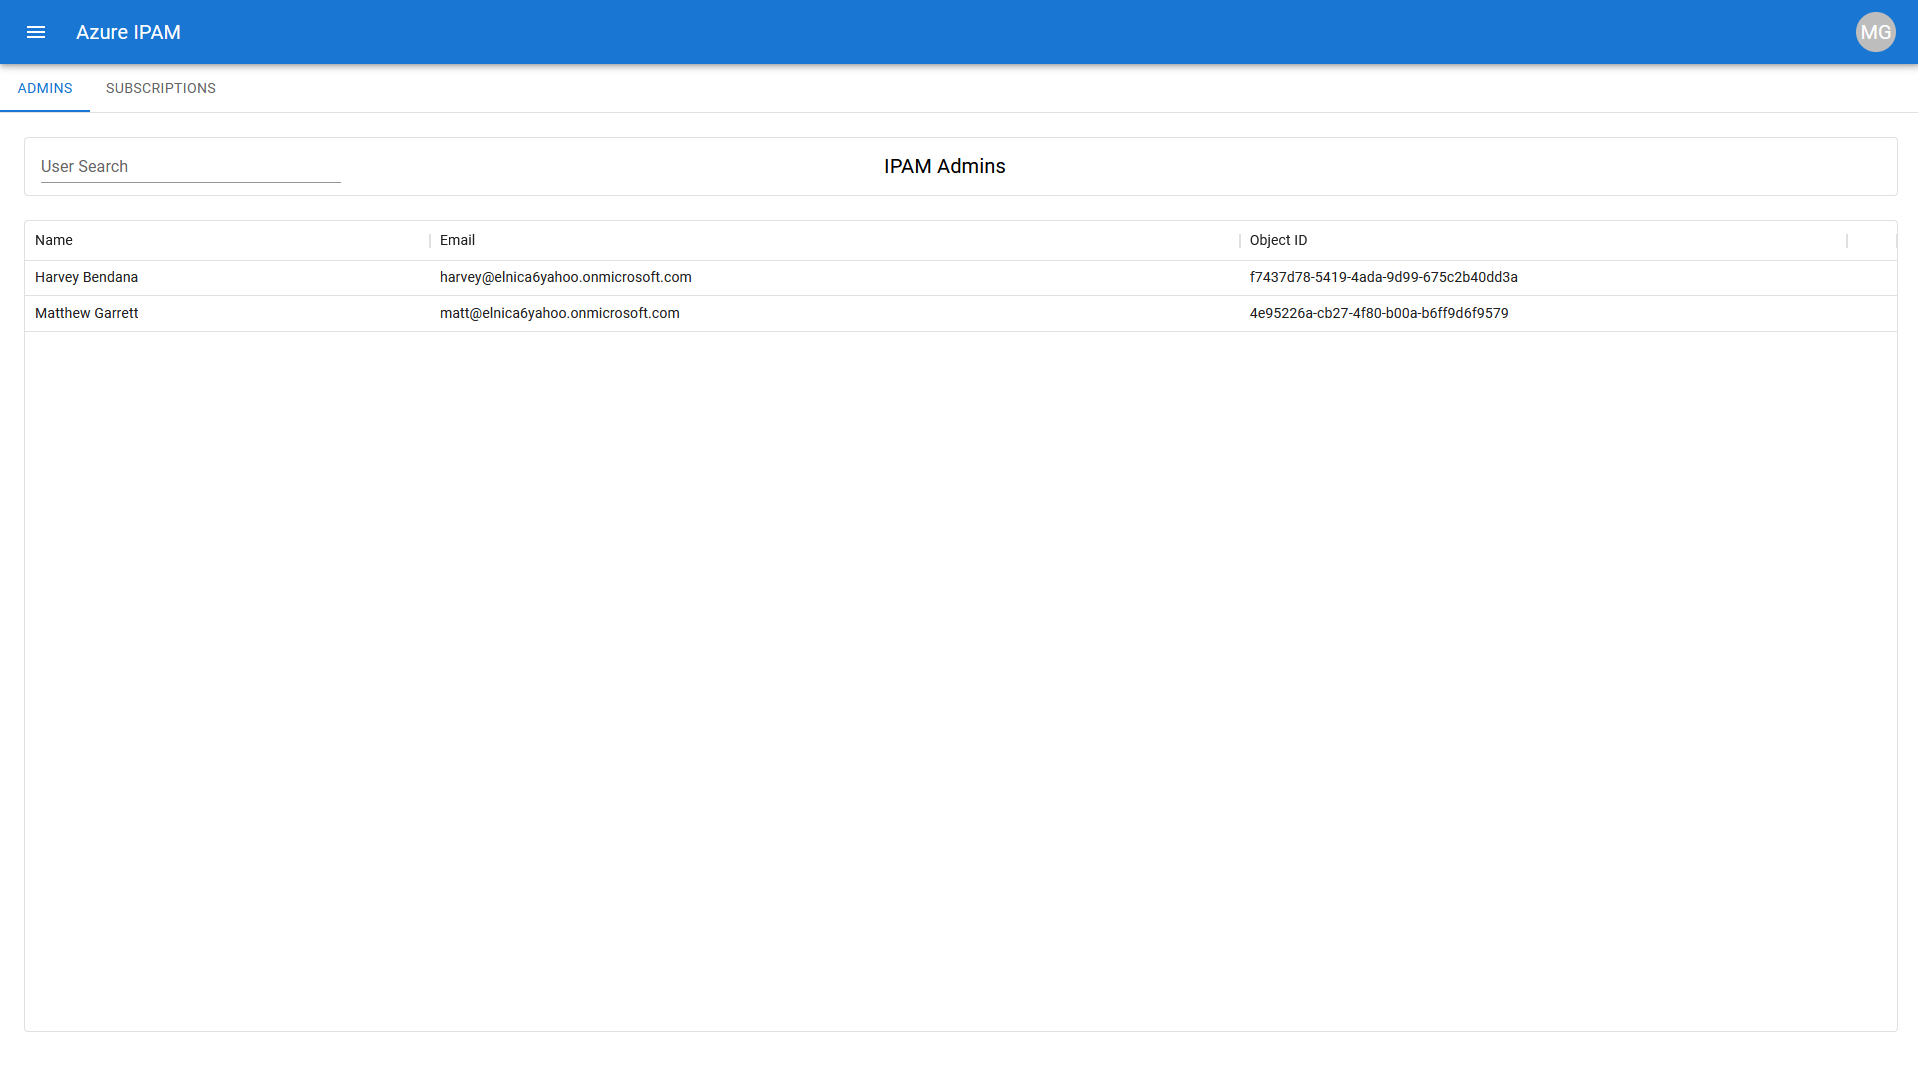 Azure IPAM
MG
ADMINS SUBSCRIPTIONS
User Search
IPAM Admins
Name Email Object ID
Harvey Bendana harvey@elnica6yahoo.onmicrosoft.com f7437d78-5419-4ada-9d99-675c2b40dd3a
Matthew Garrett matt@elnica6yahoo.onmicrosoft.com 4e95226a-cb27-4f80-b00a-b6ff9d6f9579